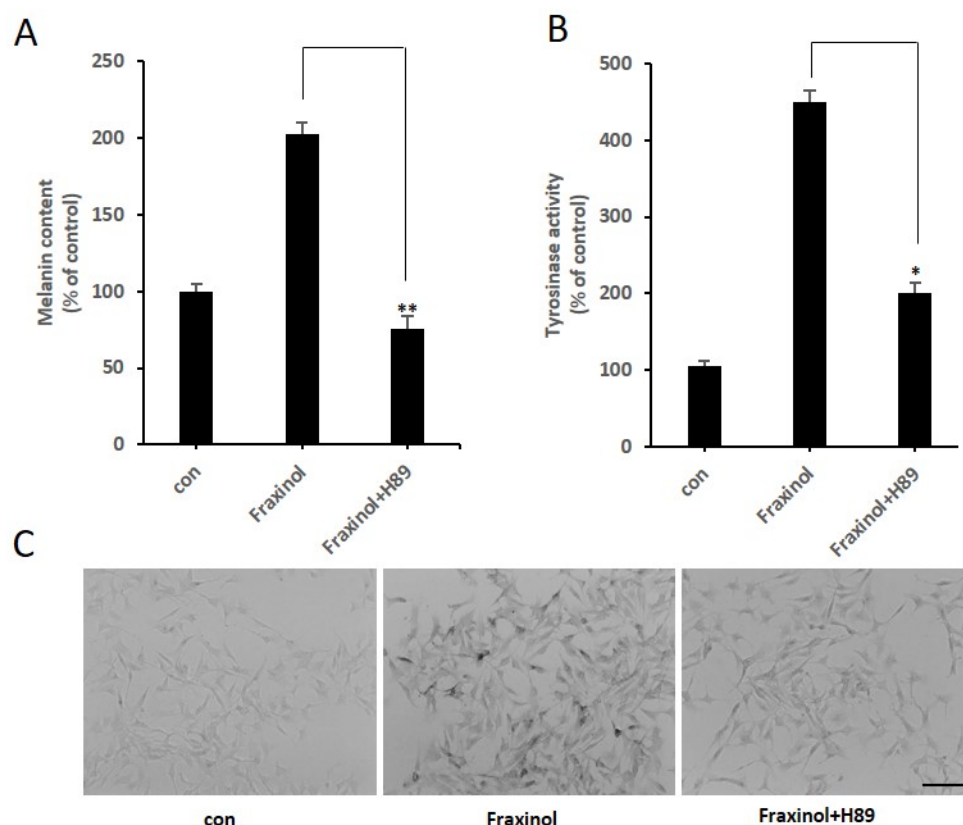 A
Melanin content
(% of control)
250
200
150
100
50
0
**
con
Fraxinol
Fraxinol+H89
B
Tyrosinase activity
(% of control)
500
400
300
200
100
0
*
con
Fraxinol
Fraxinol+H89
C
con
Fraxinol
Fraxinol+H89